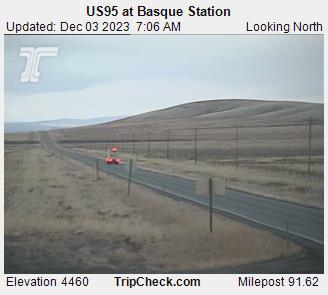 US95 at Basque Station
Updated: Dec 03 2023 7:06 AM Looking North
Elevation 4460 TripCheck.com Milepost 91.62